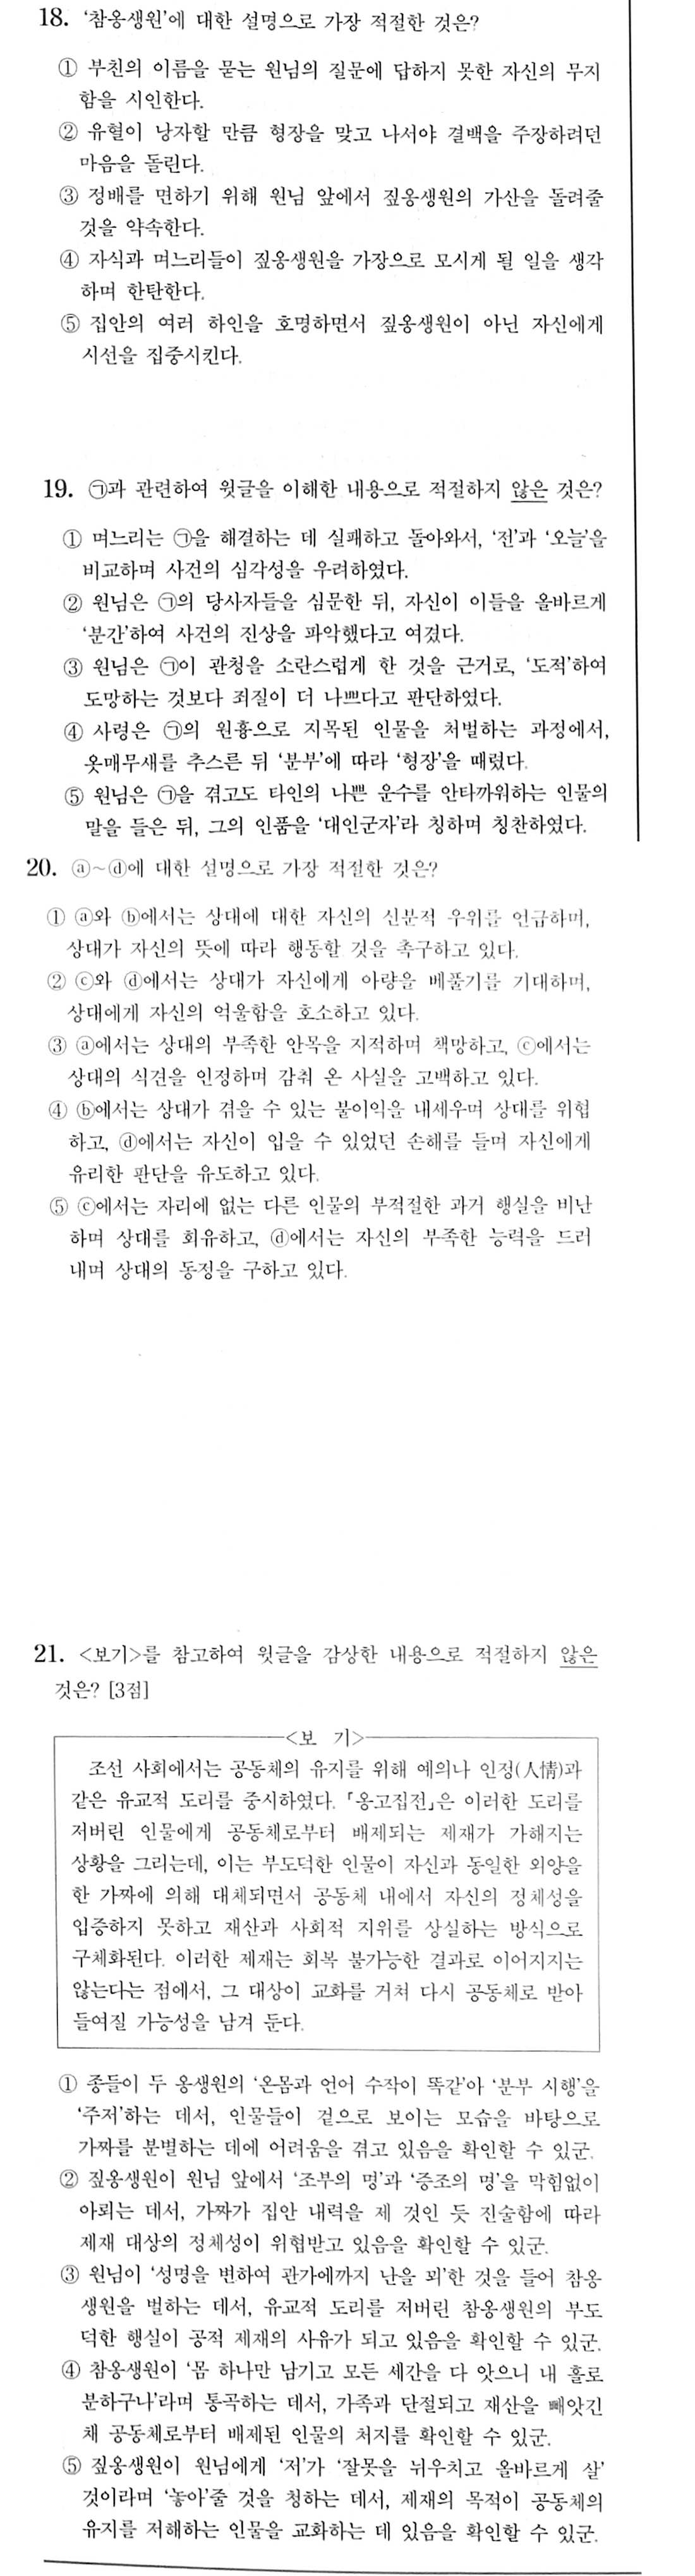 18. '참옹생원'에 대한 설명으로 가장 적절한 것은?
① 부친의 이름을 묻는 원님의 질문에 답하지 못한 자신의 무지
함을 시인한다.
② 유혈이 낭자할 만큼 형장을 맞고 나서야 결백을 주장하려던
마음을 돌린다.
③ 정배를 면하기 위해 원님 앞에서 짚옹생원의 가산을 돌려줄
것을 약속한다.
④ 자식과 며느리들이 짚옹생원을 가장으로 모시게 될 일을 생각
하며 한탄한다.
⑤ 집안의 여러 하인을 호명하면서 짚옹생원이 아닌 자신에게
시선을 집중시킨다.
19. ㉠과 관련하여 윗글을 이해한 내용으로 적절하지 않은 것은?
① 며느리는 ㉠을 해결하는 데 실패하고 돌아와서, '전'과 '오늘'을
비교하며 사건의 심각성을 우려하였다.
② 원님은 ㉠의 당사자들을 심문한 뒤, 자신이 이들을 올바르게
'분간'하여 사건의 진상을 파악했다고 여겼다.
③ 원님은 ㉠이 관청을 소란스럽게 한 것을 근거로, '도적'하여
도망하는 것보다 죄질이 더 나쁘다고 판단하였다.
④ 사령은 ㉠의 원흉으로 지목된 인물을 처벌하는 과정에서,
옷매무새를 추스른 뒤 '분부'에 따라 '형장'을 때렸다.
⑤ 원님은 ㉠을 겪고도 타인의 나쁜 운수를 안타까워하는 인물의
말을 들은 뒤, 그의 인품을 '대인군자'라 칭하며 칭찬하였다.
20. ⓐ~ⓓ에 대한 설명으로 가장 적절한 것은?
① ⓐ와 ⓑ에서는 상대에 대한 자신의 신분적 우위를 언급하며,
상대가 자신의 뜻에 따라 행동할 것을 촉구하고 있다.
② ⓒ와 ⓓ에서는 상대가 자신에게 아량을 베풀기를 기대하며,
상대에게 자신의 억울함을 호소하고 있다.
③ ⓐ에서는 상대의 부족한 안목을 지적하며 책망하고, ⓒ에서는
상대의 식견을 인정하며 감춰 온 사실을 고백하고 있다.
④ ⓑ에서는 상대가 겪을 수 있는 불이익을 내세우며 상대를 위협
하고, ⓓ에서는 자신이 입을 수 있었던 손해를 들며 자신에게
유리한 판단을 유도하고 있다.
⑤ ⓒ에서는 자리에 없는 다른 인물의 부적절한 과거 행실을 비난
하며 상대를 회유하고, ⓓ에서는 자신의 부족한 능력을 드러
내며 상대의 동정을 구하고 있다.
21. <보기>를 참고하여 윗글을 감상한 내용으로 적절하지 않은
것은? [3점]
<보 기>
조선 사회에서는 공동체의 유지를 위해 예의나 인정(人情)과
같은 유교적 도리를 중시하였다. 「옹고집전」은 이러한 도리를
저버린 인물에게 공동체로부터 배제되는 제재가 가해지는
상황을 그리는데, 이는 부도덕한 인물이 자신과 동일한 외양을
한 가짜에 의해 대체되면서 공동체 내에서 자신의 정체성을
입증하지 못하고 재산과 사회적 지위를 상실하는 방식으로
구체화된다. 이러한 제재는 회복 불가능한 결과로 이어지지는
않는다는 점에서, 그 대상이 교화를 거쳐 다시 공동체로 받아
들여질 가능성을 남겨 둔다.
① 종들이 두 옹생원의 '온몸과 언어 수작이 똑같'아 '분부 시행'을
'주저'하는 데서, 인물들이 겉으로 보이는 모습을 바탕으로
가짜를 분별하는 데에 어려움을 겪고 있음을 확인할 수 있군.
② 짚옹생원이 원님 앞에서 '조부의 명'과 '증조의 명'을 막힘없이
아뢰는 데서, 가짜가 집안 내력을 제 것인 듯 진술함에 따라
제재 대상의 정체성이 위협받고 있음을 확인할 수 있군.
③ 원님이 '성명을 변하여 관가에까지 난을 꾀'한 것을 들어 참옹
생원을 벌하는 데서, 유교적 도리를 저버린 참옹생원의 부도
덕한 행실이 공적 제재의 사유가 되고 있음을 확인할 수 있군.
④ 참옹생원이 '몸 하나만 남기고 모든 세간을 다 앗으니 내 홀로
분하구나'라며 통곡하는 데서, 가족과 단절되고 재산을 빼앗긴
채 공동체로부터 배제된 인물의 처지를 확인할 수 있군.
⑤ 짚옹생원이 원님에게 '저'가 '잘못을 뉘우치고 올바르게 살'
것이라며 '놓아'줄 것을 청하는 데서, 제재의 목적이 공동체의
유지를 저해하는 인물을 교화하는 데 있음을 확인할 수 있군.